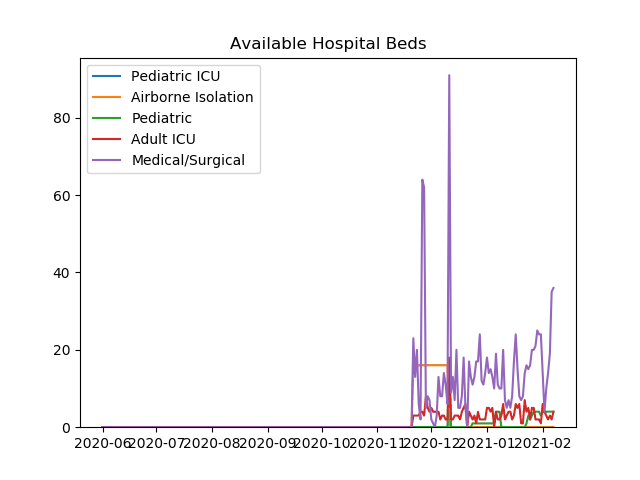 Available Hospital Beds
Pediatric ICU
Airborne Isolation
Pediatric
Adult ICU
Medical/Surgical
80
60
40
20
0
2020-06 2020-07 2020-08 2020-09 2020-10 2020-11 2020-12 2021-01 2021-02